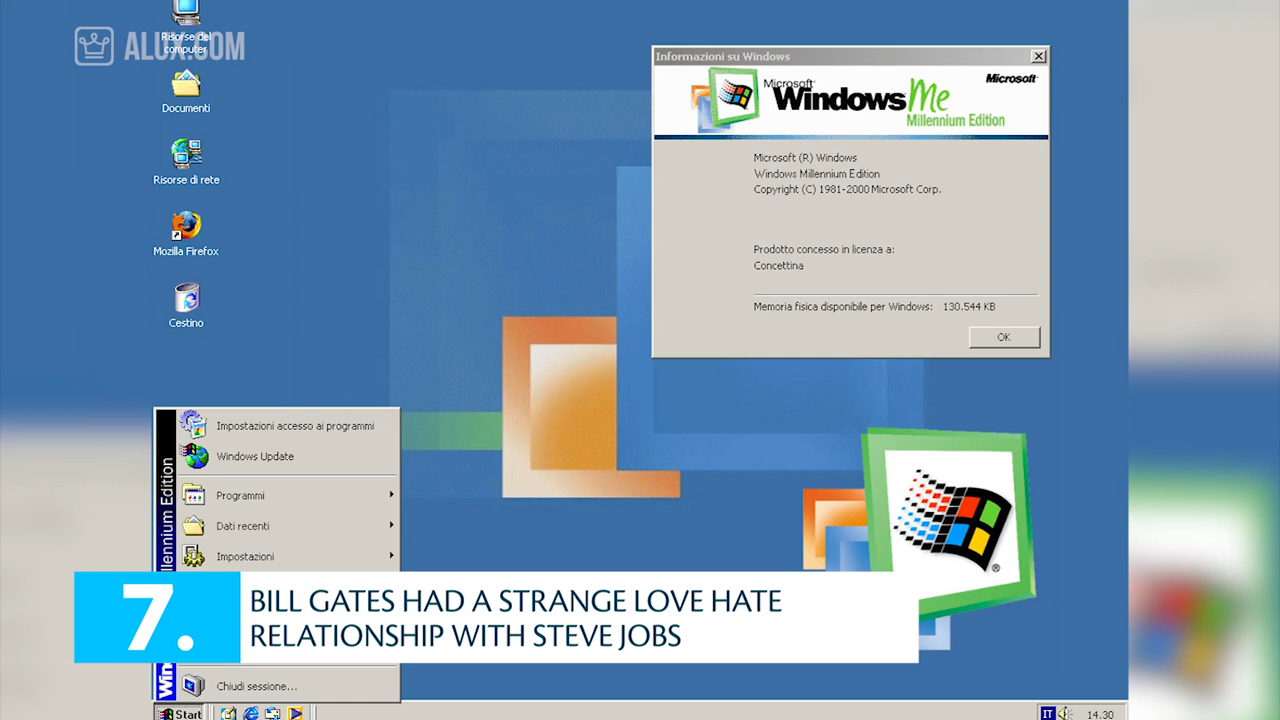 ALUX.COM
Risorse del
computer
Documenti
Risorse di rete
Mozilla Firefox
Cestino
Informazioni su Windows
Microsoft
Microsoft
Windows Me
Millennium Edition
Microsoft (R) Windows
Windows Millennium Edition
Copyright (C) 1981-2000 Microsoft Corp.
Prodotto concesso in licenza a:
Concettina
Memoria fisica disponibile per Windows: 130.544 KB
OK
Impostazioni accesso ai programmi
Windows Update
Programmi
Dati recenti
Impostazioni
Chiudi sessione...
7.
BILL GATES HAD A STRANGE LOVE HATE
RELATIONSHIP WITH STEVE JOBS
®
Start
IT
14.30